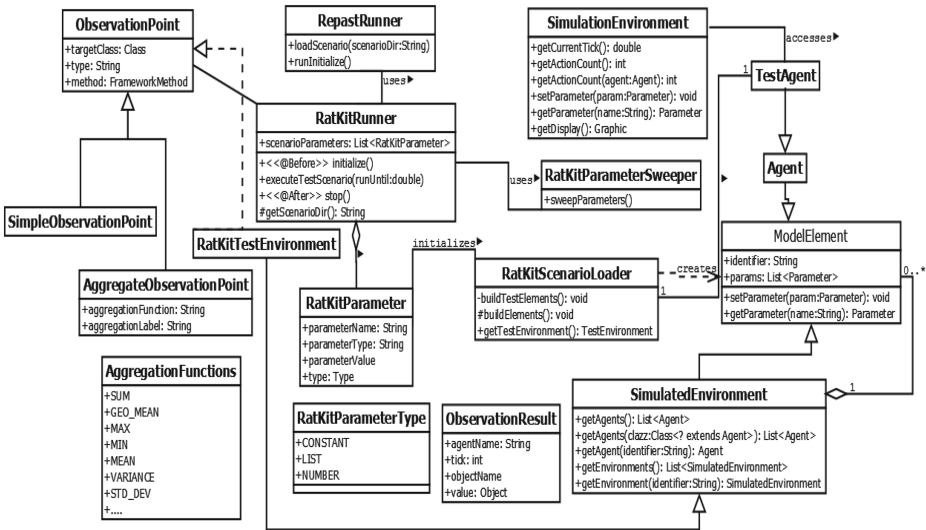 ObservationPoint
+targetClass: Class
+type: String
+method: FrameworkMethod
RepastRunner
+loadScenario(scenarioDir:String)
+runInitialize()
uses
SimulationEnvironment
+getCurrentTick(): double
+getActionCount(): int
+getActionCount(agent:Agent): int
+setParameter(param:Parameter): void
+getParameter(name:String): Parameter
+getDisplay(): Graphic
accesses
1
TestAgent
Agent
RatKitRunner
+scenarioParameters: List<RatKitParameter>
+<<@Before>> initialize()
+executeTestScenario(runUntil:double)
+<<@After>> stop()
#getScenarioDir(): String
uses
RatKitParameterSweeper
+sweepParameters()
SimpleObservationPoint
RatKitTestEnvironment
initializes
ModelElement
+identifier: String
+params: List<Parameter>
+setParameter(param:Parameter): void
+getParameter(name:String): Parameter
0..*
AggregateObservationPoint
+aggregationFunction: String
+aggregationLabel: String
RatKitParameter
+parameterName: String
+parameterType: String
+parameterValue
+type: Type
RatKitScenarioLoader
-buildTestElements(): void
#buildElements(): void
+getTestEnvironment(): TestEnvironment
creates
1
AggregationFunctions
+SUM
+GEO_MEAN
+MAX
+MIN
+MEAN
+VARIANCE
+STD_DEV
+....
RatKitParameterType
+CONSTANT
+LIST
+NUMBER
ObservationResult
+agentName: String
+tick: int
+objectName
+value: Object
SimulatedEnvironment
+getAgents(): List<Agent>
+getAgents(clazz:Class<? extends Agent>): List<Agent>
+getAgent(identifier:String): Agent
+getEnvironments(): List<SimulatedEnvironment>
+getEnvironment(identifier:String): SimulatedEnvironment
1